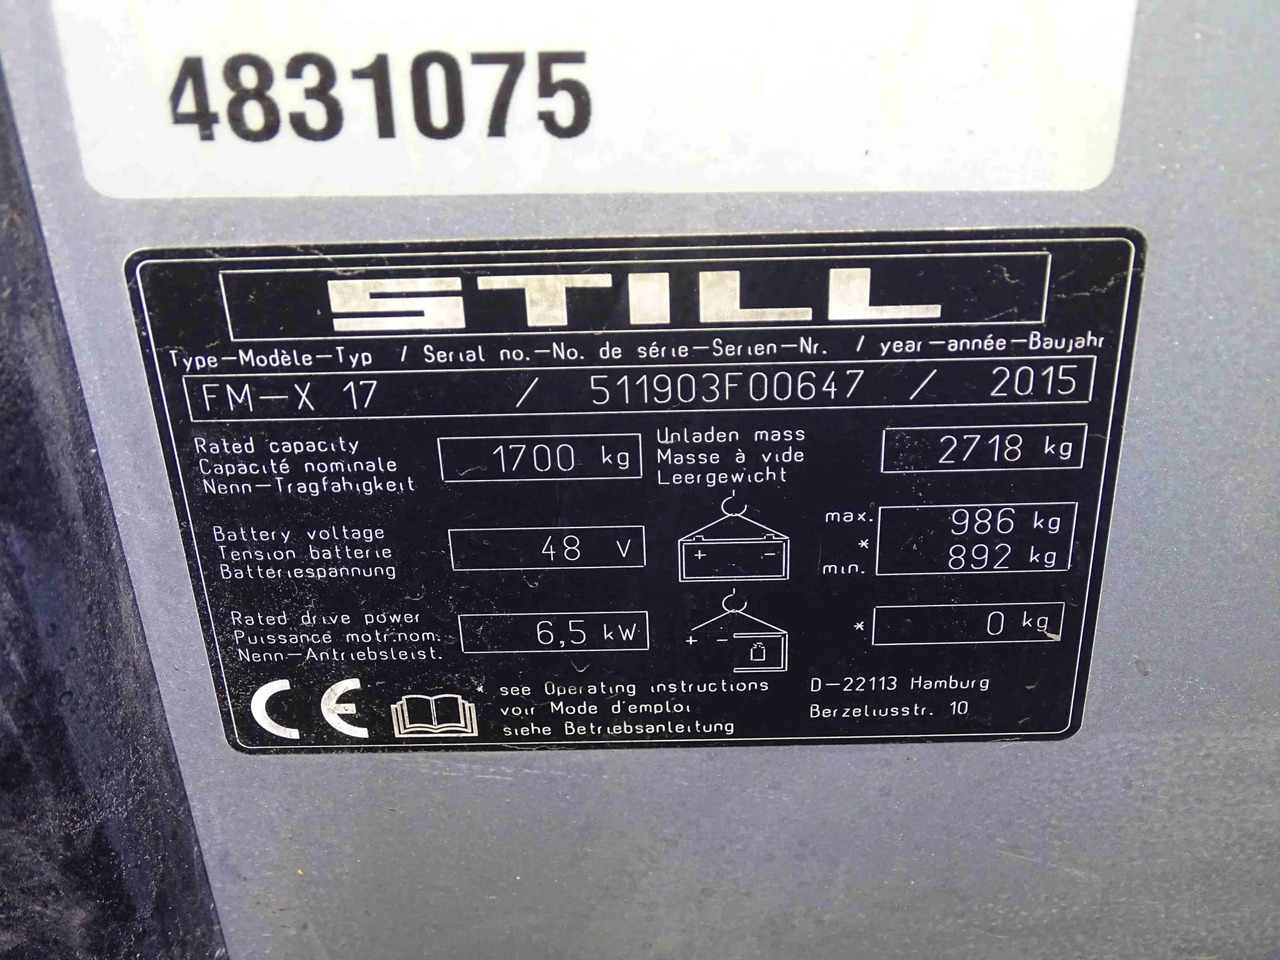 4831075
STILL
Type-Modèle-Typ / Serial no.-No. de série-Serien-Nr. / year-année-Baujahr
FM-X 17 / 511903F00647 / 2015
Rated capacity
Capacité nominale
Nenn-Tragfähigkeit
1700 kg
Unladen mass
Masse à vide
Leergewicht
2718 kg
Battery voltage
Tension batterie
Batteriespannung
48 V
+ -
max.
*
min.
986 kg
892 kg
Rated drive power
Puissance motr.nom.
Nenn-Antriebsleist.
6,5 kW
+ -
* 0 kg
CE
* see Operating instructions
voir Mode d'emploi
siehe Betriebsanleitung
D-22113 Hamburg
Berzeliusstr. 10